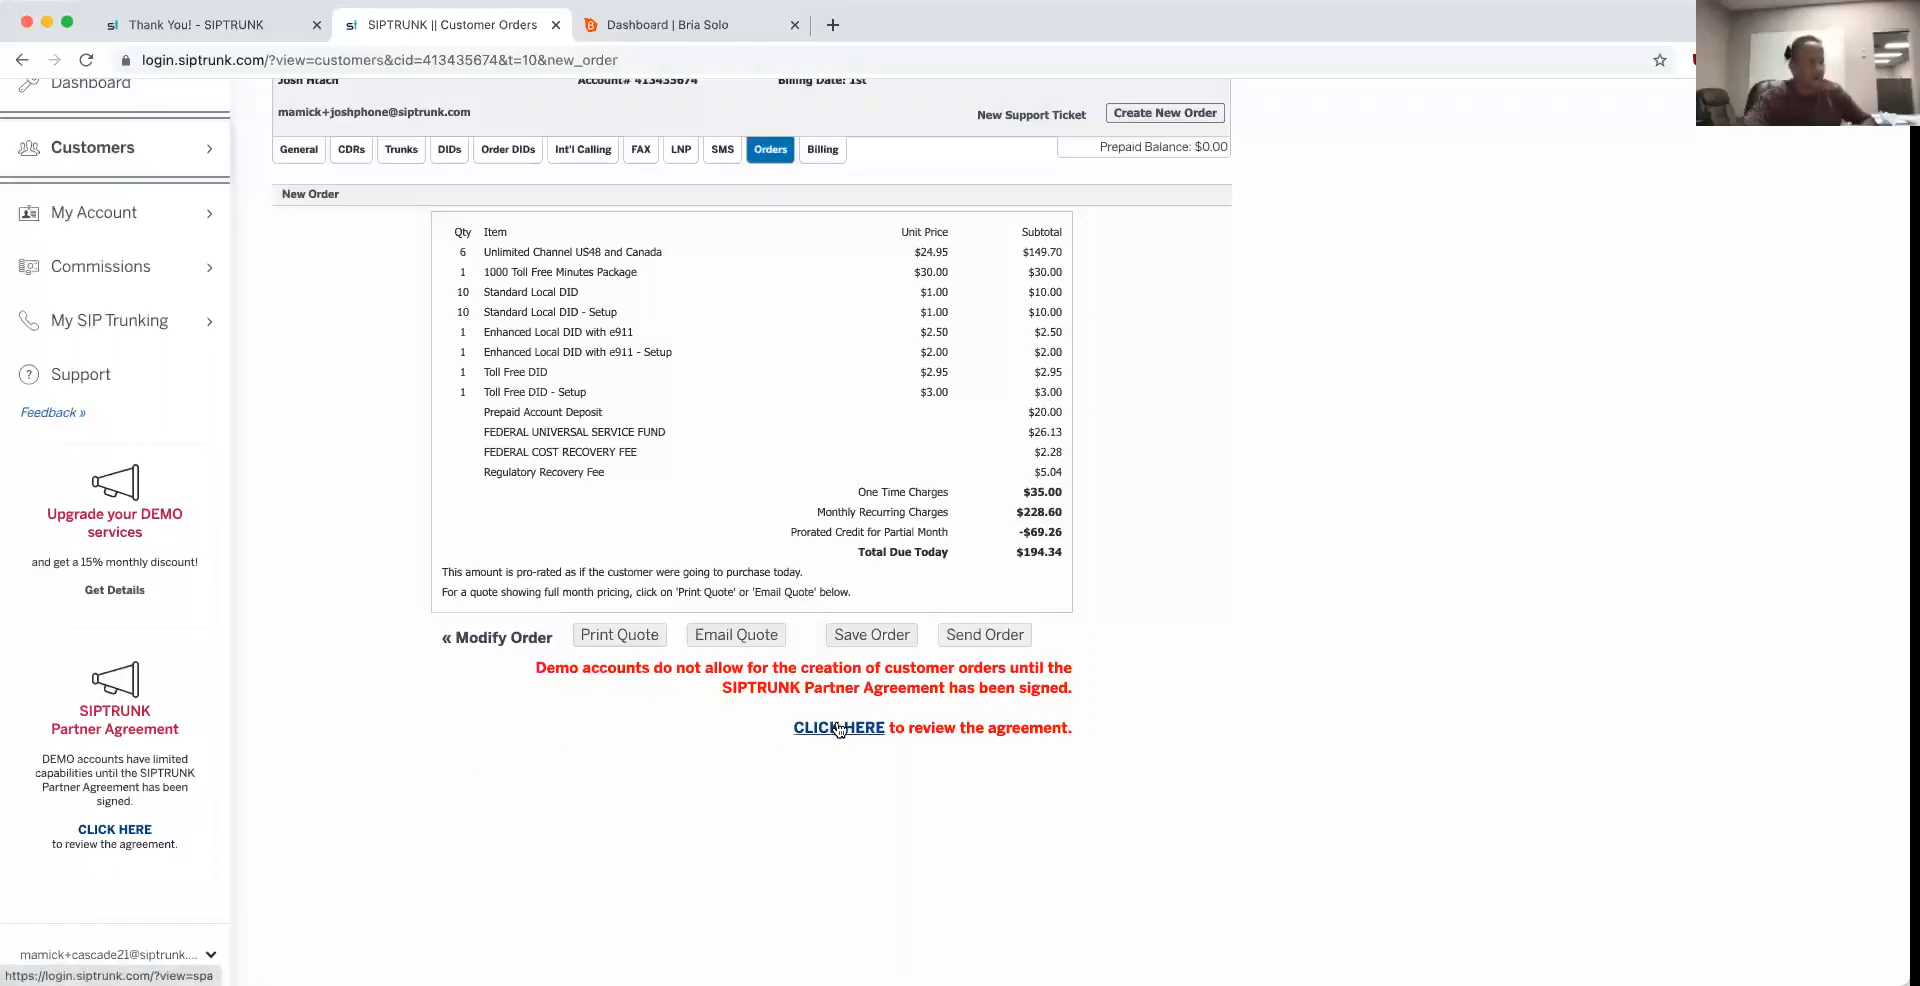 Thank You! - SIPTRUNK
SIPTRUNK || Customer Orders
Dashboard | Bria Solo
login.siptrunk.com/?view=customers&cid=413435674&t=10&new_order
Dashboard
Customers
My Account
Commissions
My SIP Trunking
Support
Feedback »
Upgrade your DEMO
services
and get a 15% monthly discount!
Get Details
SIPTRUNK
Partner Agreement
DEMO accounts have limited
capabilities until the SIPTRUNK
Partner Agreement has been
signed.
CLICK HERE
to review the agreement.
mamick+cascade21@siptrunk....
https://login.siptrunk.com/?view=spa
Josh Htach Account# 413435674 Billing Date: 1st
mamick+joshphone@siptrunk.com
New Support Ticket Create New Order
General CDRs Trunks DIDs Order DIDs Int'l Calling FAX LNP SMS Orders Billing
Prepaid Balance: $0.00
New Order
Qty Item Unit Price Subtotal
6 Unlimited Channel US48 and Canada $24.95 $149.70
1 1000 Toll Free Minutes Package $30.00 $30.00
10 Standard Local DID $1.00 $10.00
10 Standard Local DID - Setup $1.00 $10.00
1 Enhanced Local DID with e911 $2.50 $2.50
1 Enhanced Local DID with e911 - Setup $2.00 $2.00
1 Toll Free DID $2.95 $2.95
1 Toll Free DID - Setup $3.00 $3.00
Prepaid Account Deposit $20.00
FEDERAL UNIVERSAL SERVICE FUND $26.13
FEDERAL COST RECOVERY FEE $2.28
Regulatory Recovery Fee $5.04
One Time Charges $35.00
Monthly Recurring Charges $228.60
Prorated Credit for Partial Month -$69.26
Total Due Today $194.34
This amount is pro-rated as if the customer were going to purchase today.
For a quote showing full month pricing, click on 'Print Quote' or 'Email Quote' below.
« Modify Order Print Quote Email Quote Save Order Send Order
Demo accounts do not allow for the creation of customer orders until the
SIPTRUNK Partner Agreement has been signed.
CLICK HERE to review the agreement.